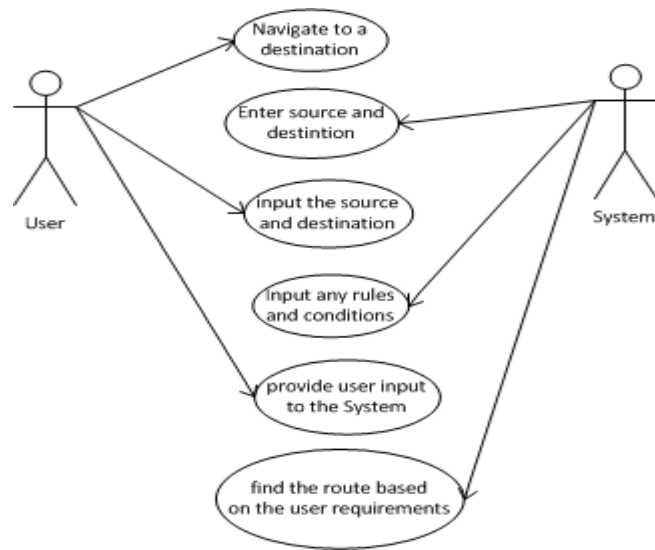 Navigate to a
destination
Enter source and
destintion
input the source
and destination
User
System
Input any rules
and conditions
provide user input
to the System
find the route based
on the user requirements